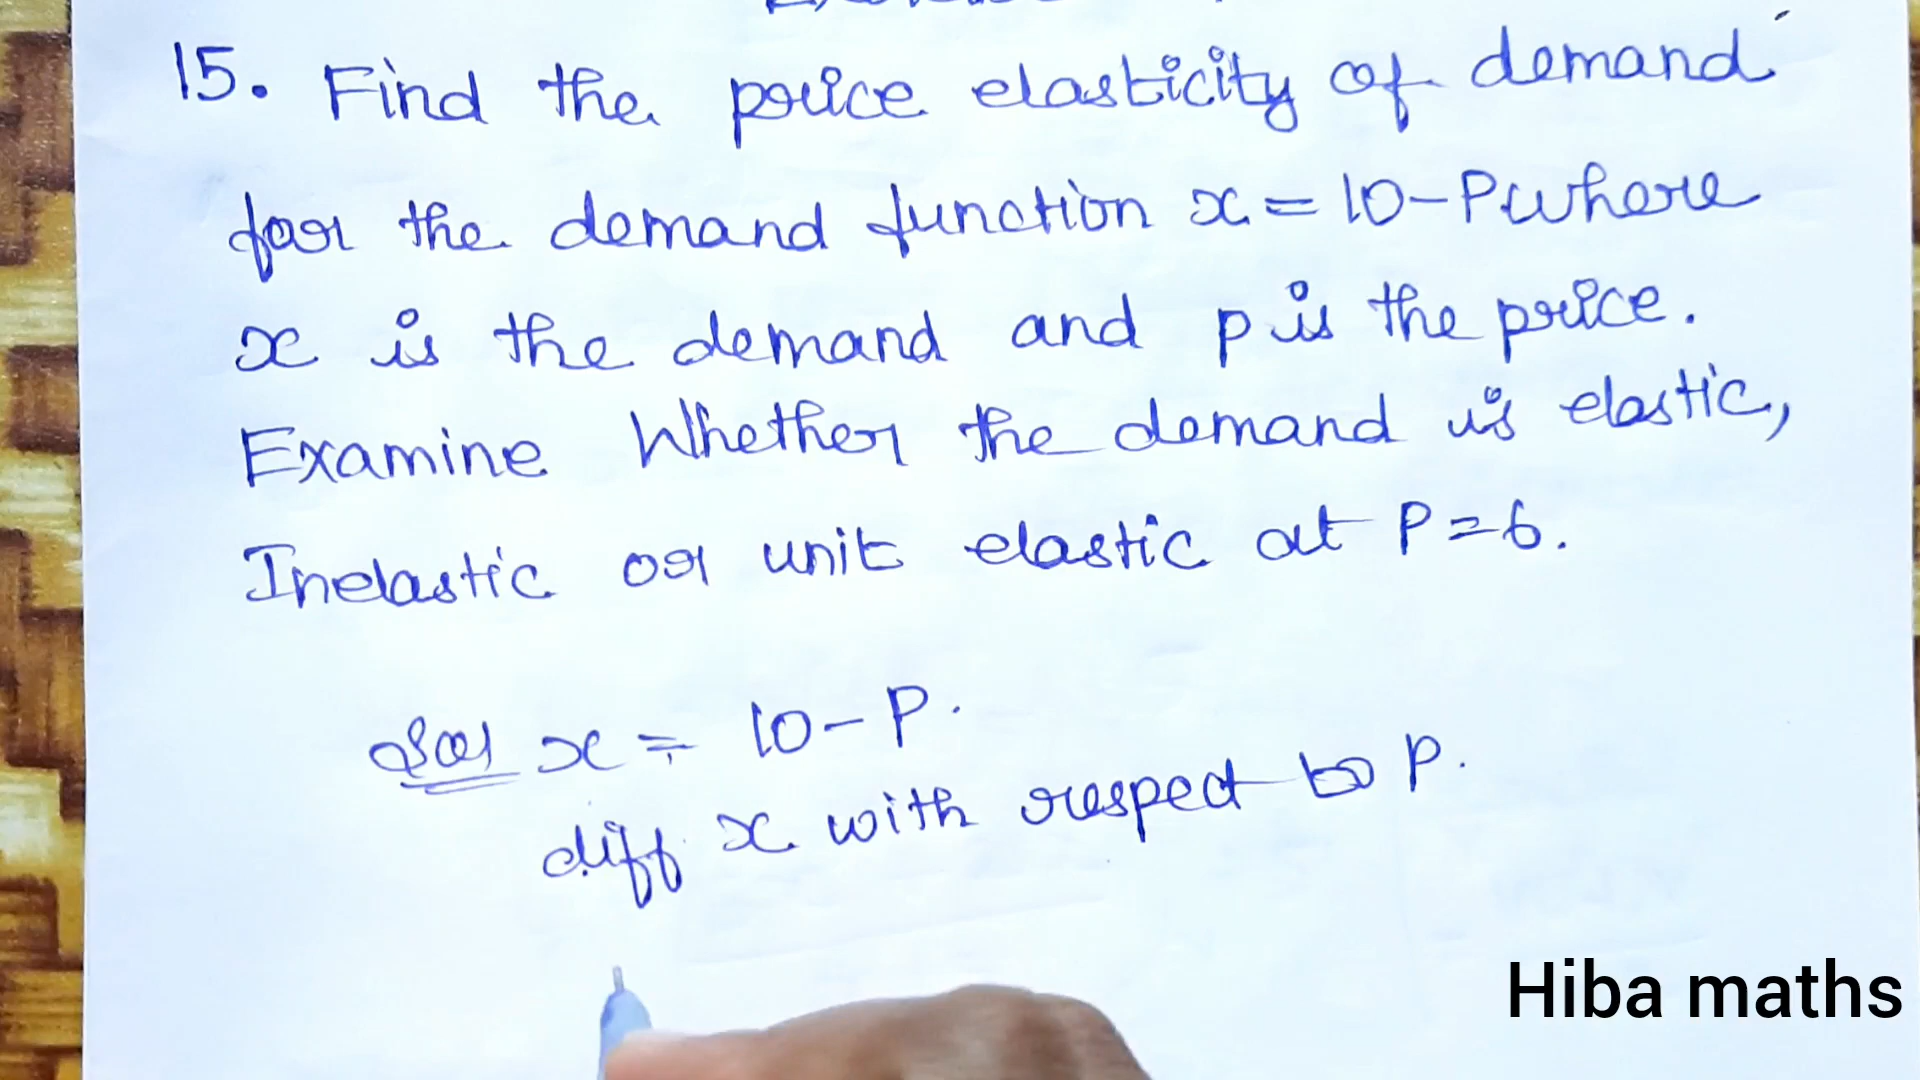 15. Find the price elasticity of demand
for the demand function x = 10 - P where
x is the demand and p is the price.
Examine Whether the demand is elastic,
Inelastic or unit elastic at P = 6.
Sol x = 10 - P.
diff x with respect to P.
Hiba maths